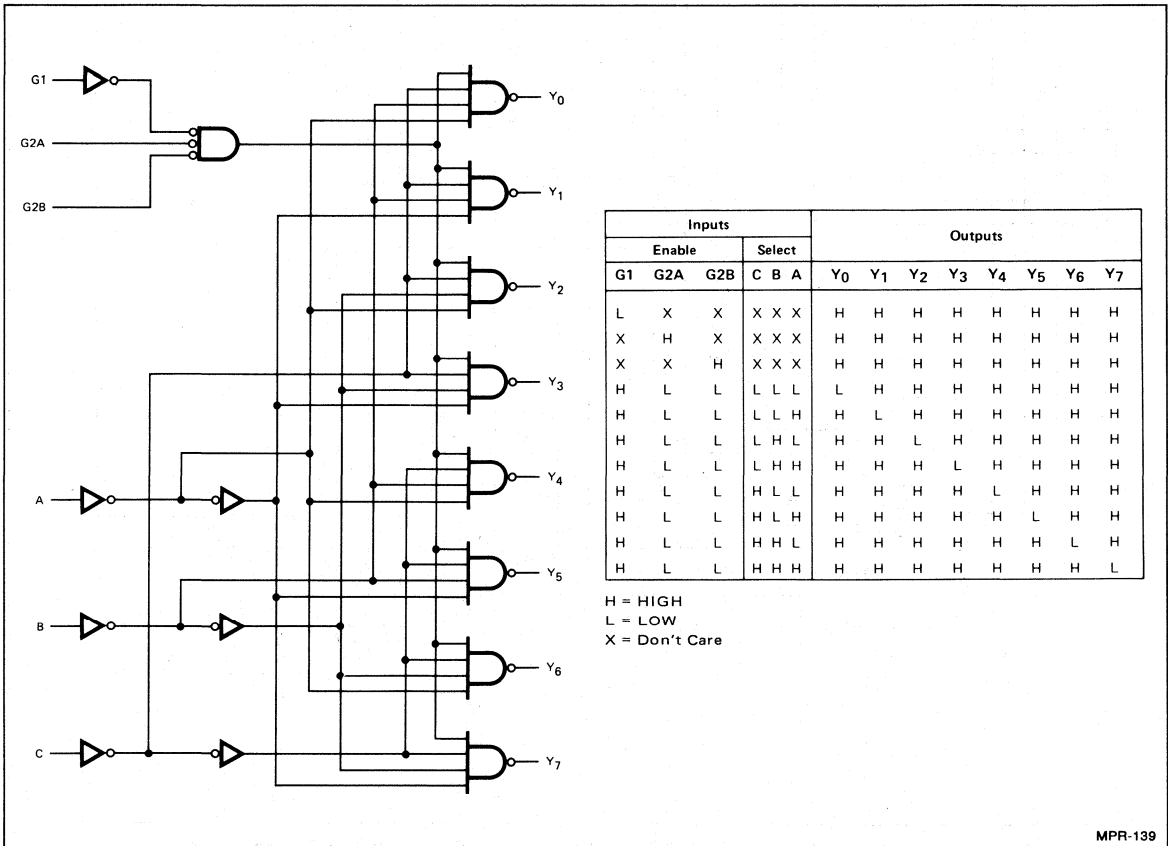 G1
G2A
G2B
A
B
C
Y0
Y1
Y2
Y3
Y4
Y5
Y6
Y7
Inputs Outputs
Enable Select
G1 G2A G2B C B A Y0 Y1 Y2 Y3 Y4 Y5 Y6 Y7
L X X X X X H H H H H H H H
X H X X X X H H H H H H H H
X X H X X X H H H H H H H H
H L L L L L L H H H H H H H
H L L L L H H L H H H H H H
H L L L H L H H L H H H H H
H L L L H H H H H L H H H H
H L L H L L H H H H L H H H
H L L H L H H H H H H L H H
H L L H H L H H H H H H L H
H L L H H H H H H H H H H L
H = HIGH
L = LOW
X = Don't Care
MPR-139